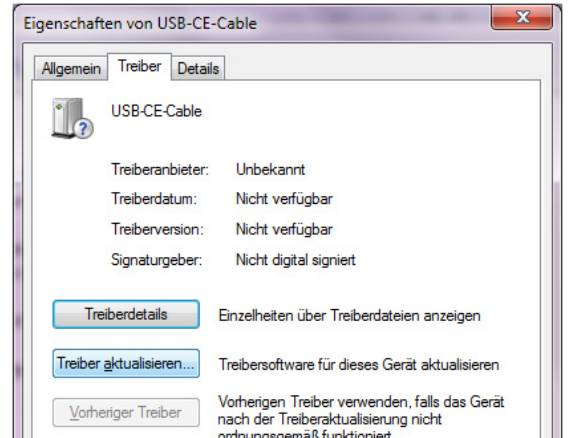 Eigenschaften von USB-CE-Cable
Allgemein Treiber Details
USB-CE-Cable
Treiberanbieter: Unbekannt
Treiberdatum: Nicht verfügbar
Treiberversion: Nicht verfügbar
Signaturgeber: Nicht digital signiert
Treiberdetails Einzelheiten über Treiberdateien anzeigen
Treiber aktualisieren... Treibersoftware für dieses Gerät aktualisieren
Vorheriger Treiber Vorherigen Treiber verwenden, falls das Gerät
nach der Treiberaktualisierung nicht
ordnungsgemäß funktioniert